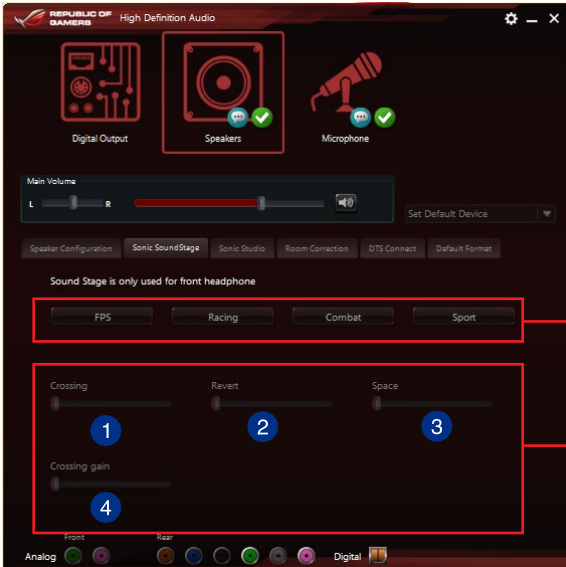 REPUBLIC OF
GAMERS
High Definition Audio
Digital Output
Speakers
Microphone
Main Volume
L
R
Set Default Device
Speaker Configuration
Sonic SoundStage
Sonic Studio
Room Correction
DTS Connect
Default Format
Sound Stage is only used for front headphone
FPS
Racing
Combat
Sport
Crossing
Revert
Space
1
2
3
Crossing gain
4
Front
Rear
Analog
Digital